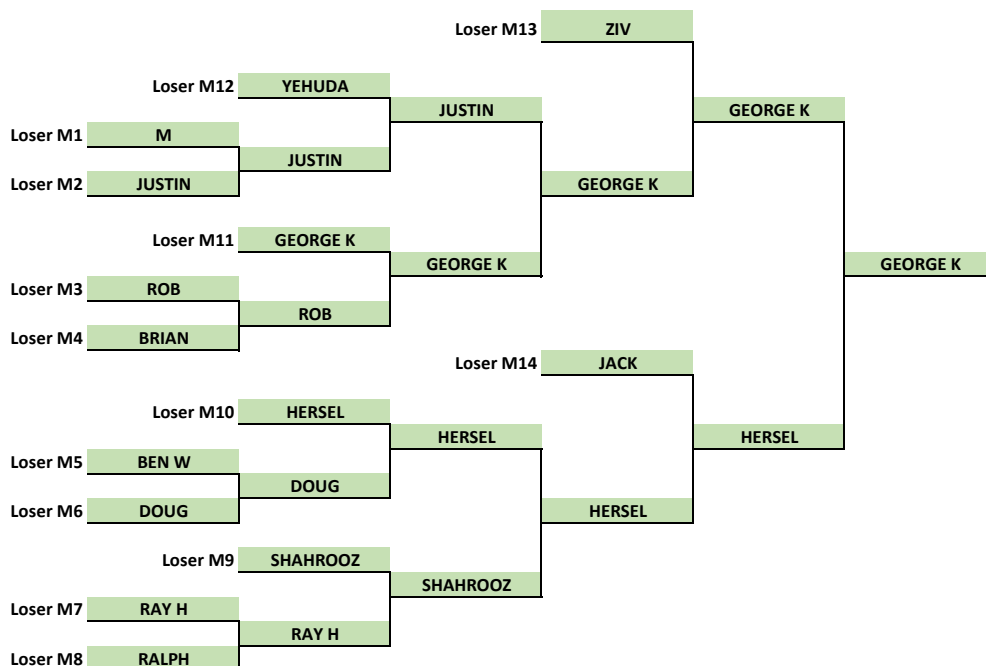 Loser M13 ZIV
Loser M12 YEHUDA
JUSTIN GEORGE K
Loser M1 M
JUSTIN
Loser M2 JUSTIN GEORGE K
Loser M11 GEORGE K
GEORGE K GEORGE K
Loser M3 ROB
ROB
Loser M4 BRIAN
Loser M14 JACK
Loser M10 HERSEL
HERSEL HERSEL
Loser M5 BEN W
DOUG
Loser M6 DOUG HERSEL
Loser M9 SHAHROOZ
SHAHROOZ
Loser M7 RAY H
RAY H
Loser M8 RALPH